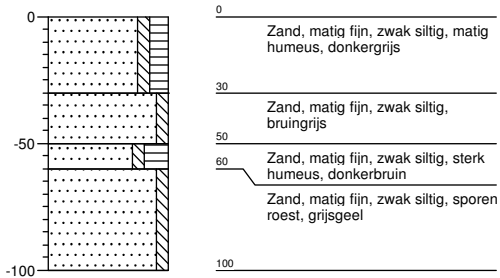 0
0
Zand, matig fijn, zwak siltig, matig
humeus, donkergrijs
30
Zand, matig fijn, zwak siltig,
bruingrijs
-50
50
Zand, matig fijn, zwak siltig, sterk
humeus, donkerbruin
60
Zand, matig fijn, zwak siltig, sporen
roest, grijsgeel
-100
100